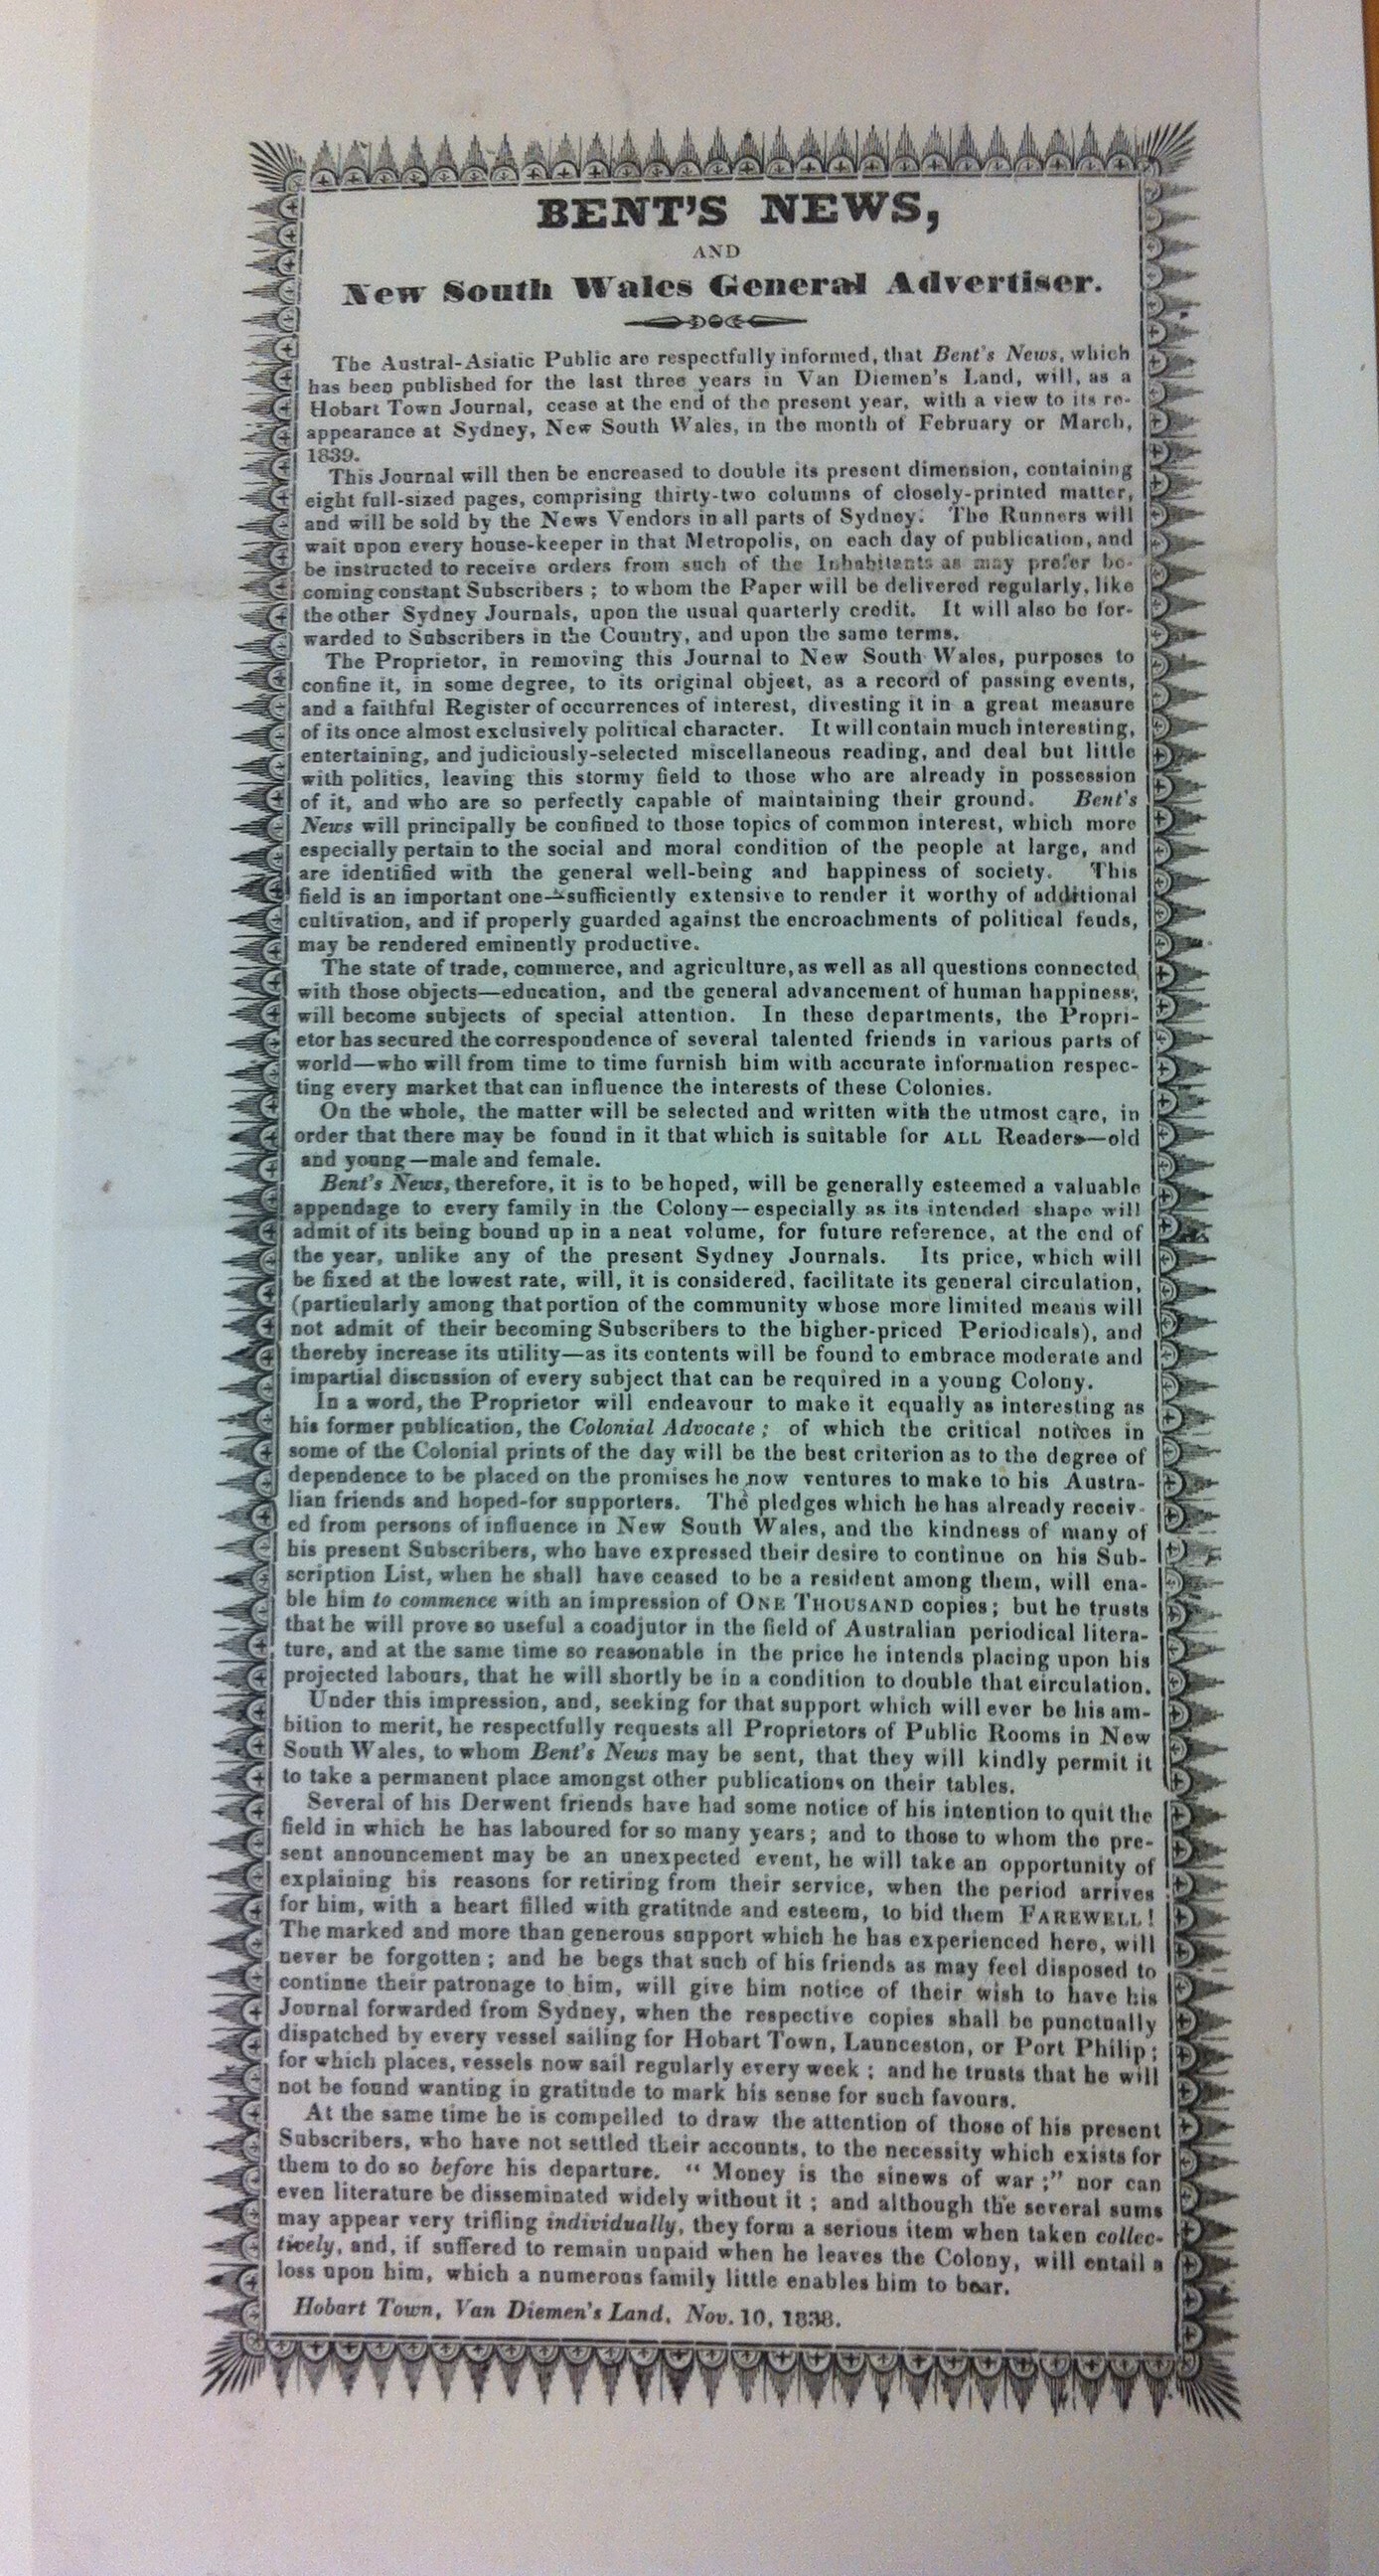 BENT'S NEWS,
AND
New South Wales General Advertiser.
The Austral-Asiatic Public are respectfully informed, that Bent's News, which
has been published for the last three years in Van Diemen's Land, will, as a
Hobart Town Journal, cease at the end of the present year, with a view to its re-
appearance at Sydney, New South Wales, in the month of February or March,
1839.
This Journal will then be encreased to double its present dimension, containing
eight full-sized pages, comprising thirty-two columns of closely-printed matter,
and will be sold by the News Vendors in all parts of Sydney. The Runners will
wait upon every house-keeper in that Metropolis, on each day of publication, and
be instructed to receive orders from such of the Inhabitants as may prefer be-
coming constant Subscribers ; to whom the Paper will be delivered regularly, like
the other Sydney Journals, upon the usual quarterly credit. It will also be for-
warded to Subscribers in the Country, and upon the same terms.
The Proprietor, in removing this Journal to New South Wales, purposes to
confine it, in some degree, to its original object, as a record of passing events,
and a faithful Register of occurrences of interest, divesting it in a great measure
of its once almost exclusively political character. It will contain much interesting,
entertaining, and judiciously-selected miscellaneous reading, and deal but little
with politics, leaving this stormy field to those who are already in possession
of it, and who are so perfectly capable of maintaining their ground. Bent's
News will principally be confined to those topics of common interest, which more
especially pertain to the social and moral condition of the people at large, and
are identified with the general well-being and happiness of society. This
field is an important one—sufficiently extensive to render it worthy of additional
cultivation, and if properly guarded against the encroachments of political feuds,
may be rendered eminently productive.
The state of trade, commerce, and agriculture, as well as all questions connected
with those objects—education, and the general advancement of human happiness,
will become subjects of special attention. In these departments, the Propri-
etor has secured the correspondence of several talented friends in various parts of
world—who will from time to time furnish him with accurate information respec-
ting every market that can influence the interests of these Colonies.
On the whole, the matter will be selected and written with the utmost care, in
order that there may be found in it that which is suitable for ALL Readers—old
and young—male and female.
Bent's News, therefore, it is to be hoped, will be generally esteemed a valuable
appendage to every family in the Colony—especially as its intended shape will
admit of its being bound up in a neat volume, for future reference, at the end of
the year, unlike any of the present Sydney Journals. Its price, which will
be fixed at the lowest rate, will, it is considered, facilitate its general circulation,
(particularly among that portion of the community whose more limited means will
not admit of their becoming Subscribers to the higher-priced Periodicals), and
thereby increase its utility—as its contents will be found to embrace moderate and
impartial discussion of every subject that can be required in a young Colony.
In a word, the Proprietor will endeavour to make it equally as interesting as
his former publication, the Colonial Advocate ; of which the critical notices in
some of the Colonial prints of the day will be the best criterion as to the degree of
dependence to be placed on the promises he now ventures to make to his Austra-
lian friends and hoped-for supporters. The pledges which he has already receiv-
ed from persons of influence in New South Wales, and the kindness of many of
his present Subscribers, who have expressed their desire to continue on his Sub-
scription List, when he shall have ceased to be a resident among them, will ena-
ble him to commence with an impression of ONE THOUSAND copies ; but he trusts
that he will prove so useful a coadjutor in the field of Australian periodical litera-
ture, and at the same time so reasonable in the price he intends placing upon his
projected labours, that he will shortly be in a condition to double that circulation.
Under this impression, and, seeking for that support which will ever be his am-
bition to merit, he respectfully requests all Proprietors of Public Rooms in New
South Wales, to whom Bent's News may be sent, that they will kindly permit it
to take a permanent place amongst other publications on their tables.
Several of his Derwent friends have had some notice of his intention to quit the
field in which he has laboured for so many years ; and to those to whom the pre-
sent announcement may be an unexpected event, he will take an opportunity of
explaining his reasons for retiring from their service, when the period arrives
for him, with a heart filled with gratitude and esteem, to bid them FAREWELL !
The marked and more than generous support which he has experienced here, will
never be forgotten ; and he begs that such of his friends as may feel disposed to
continue their patronage to him, will give him notice of their wish to have his
Journal forwarded from Sydney, when the respective copies shall be punctually
dispatched by every vessel sailing for Hobart Town, Launceston, or Port Philip ;
for which places, vessels now sail regularly every week ; and he trusts that he will
not be found wanting in gratitude to mark his sense for such favours.
At the same time he is compelled to draw the attention of those of his present
Subscribers, who have not settled their accounts, to the necessity which exists for
them to do so before his departure. “ Money is the sinews of war ;” nor can
even literature be disseminated widely without it ; and although the several sums
may appear very trifling individually, they form a serious item when taken collec-
tively, and, if suffered to remain unpaid when he leaves the Colony, will entail a
loss upon him, which a numerous family little enables him to bear.
Hobart Town, Van Diemen's Land, Nov. 10, 1838.